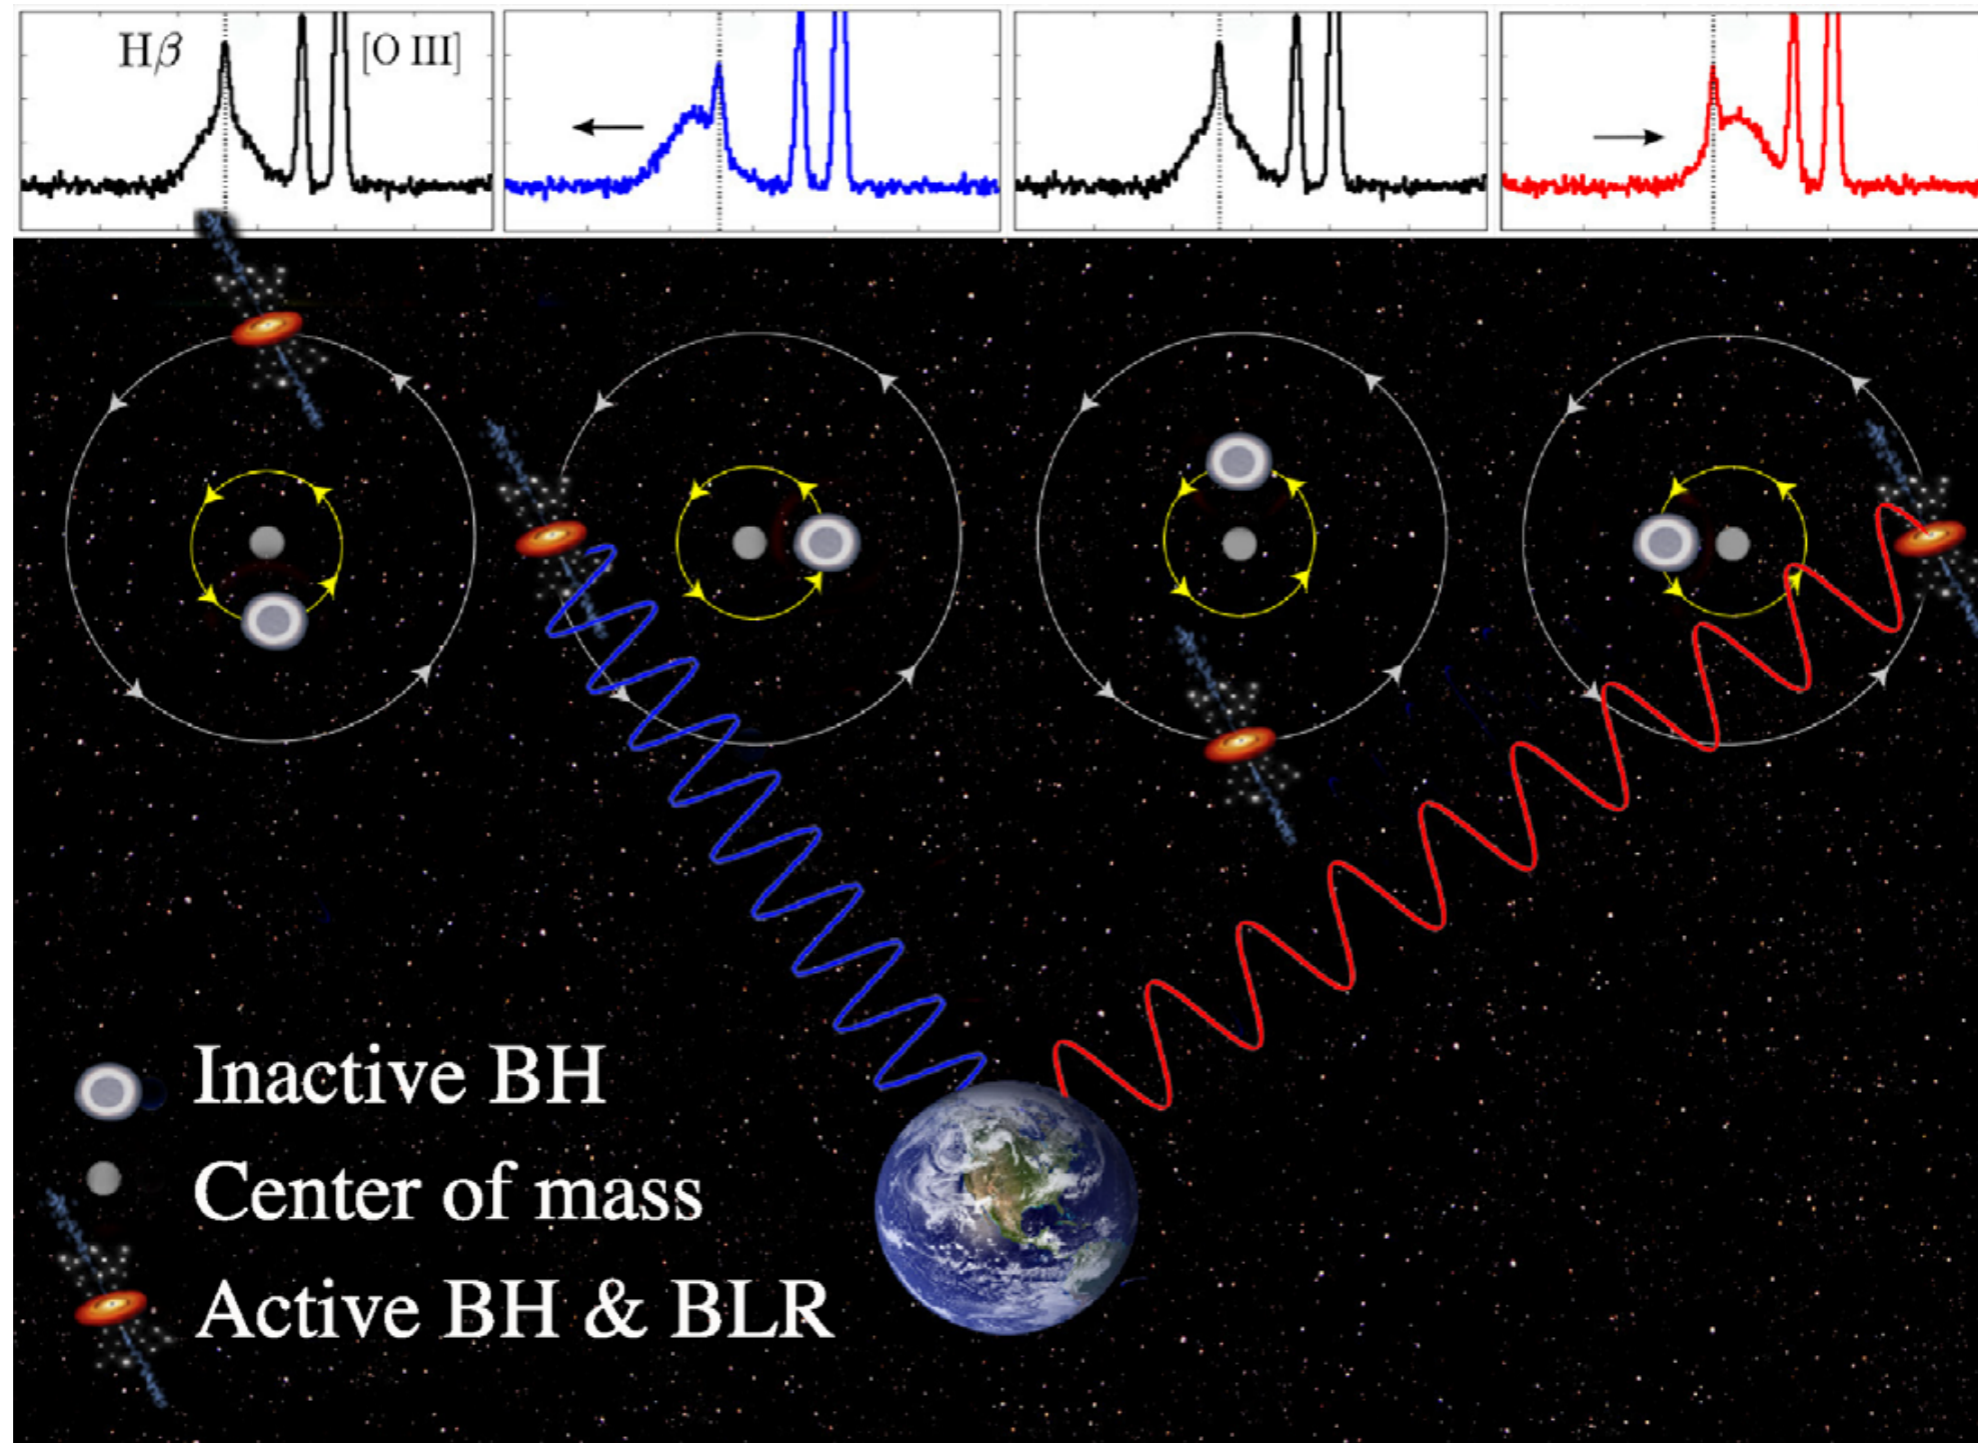 Hβ [O III]
Inactive BH
Center of mass
Active BH & BLR